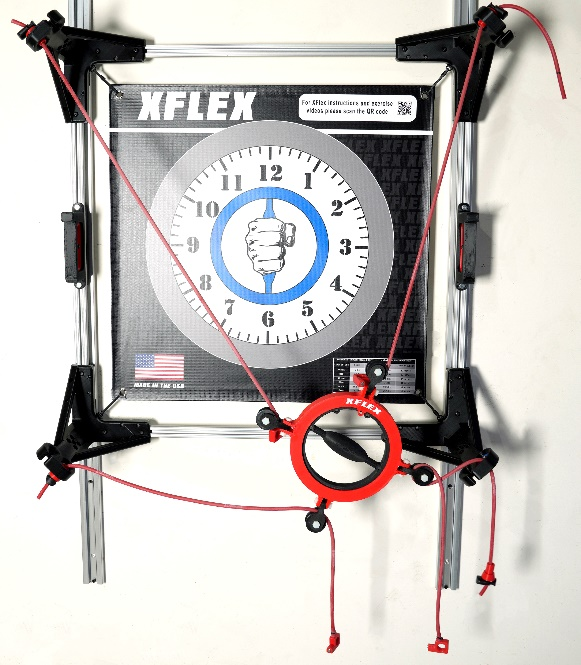 XFLEX
For XFlex instructions and exercise
videos please scan the QR code
12
11
1
10
2
9
3
8
4
7
5
6
MADE IN THE USA
XFLEX